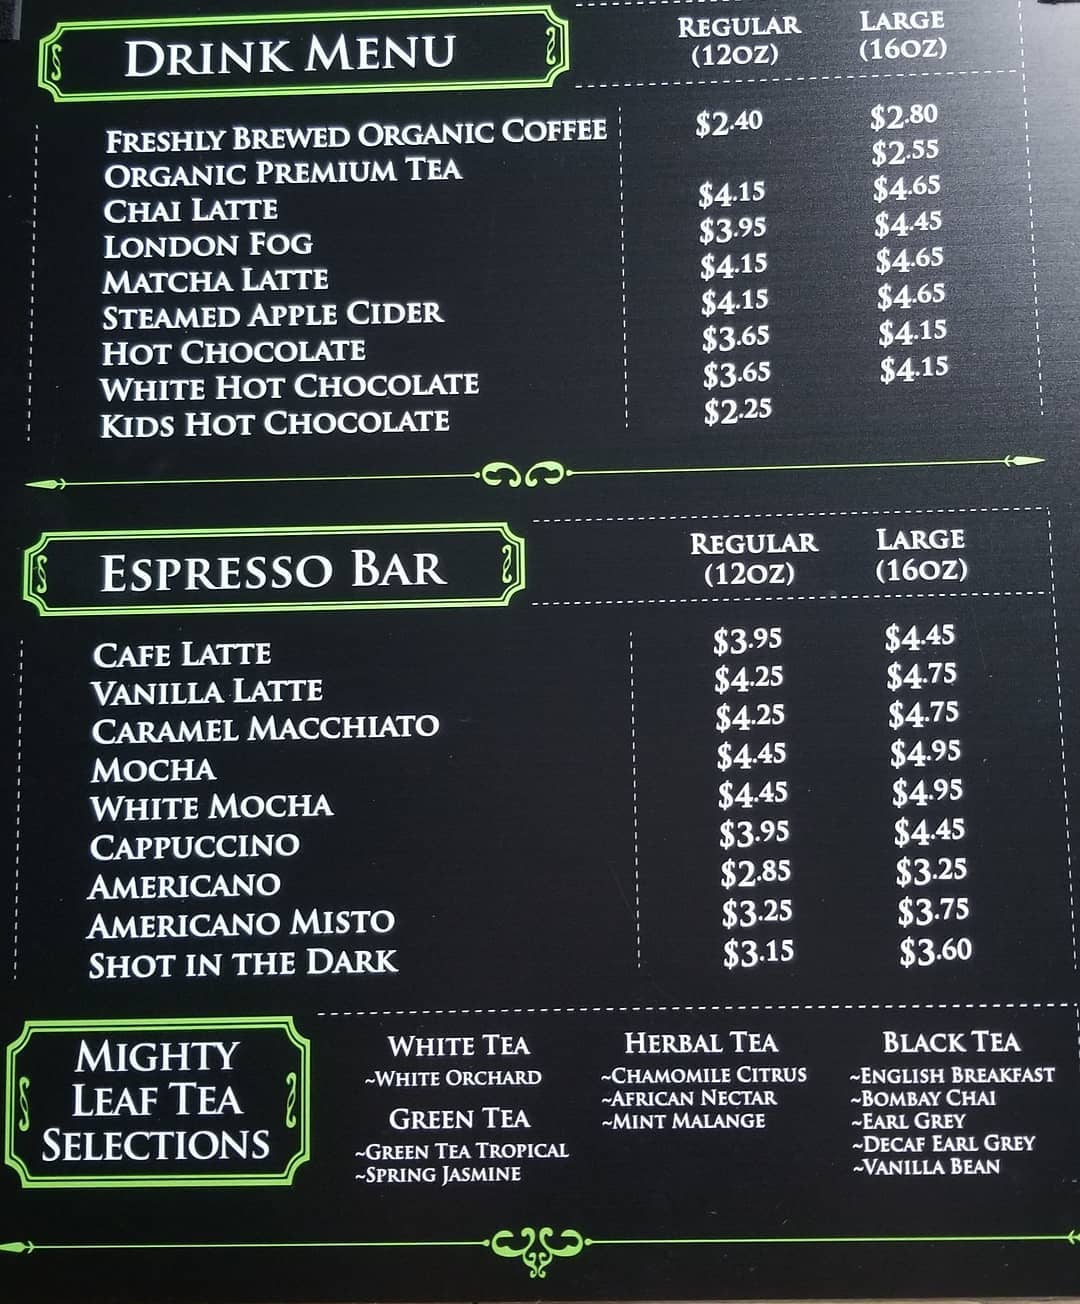 Drink Menu
Regular Large
(12oz) (16oz)
Freshly Brewed Organic Coffee $2.40 $2.80
Organic Premium Tea $2.55
Chai Latte $4.15 $4.65
London Fog $3.95 $4.45
Matcha Latte $4.15 $4.65
Steamed Apple Cider $4.15 $4.65
Hot Chocolate $3.65 $4.15
White Hot Chocolate $3.65 $4.15
Kids Hot Chocolate $2.25
Espresso Bar
Regular Large
(12oz) (16oz)
Cafe Latte $3.95 $4.45
Vanilla Latte $4.25 $4.75
Caramel Macchiato $4.25 $4.75
Mocha $4.45 $4.95
White Mocha $4.45 $4.95
Cappuccino $3.95 $4.45
Americano $2.85 $3.25
Americano Misto $3.25 $3.75
Shot in the Dark $3.15 $3.60
Mighty
Leaf Tea
Selections
White Tea
~White Orchard
Green Tea
~Green Tea Tropical
~Spring Jasmine
Herbal Tea
~Chamomile Citrus
~African Nectar
~Mint Malange
Black Tea
~English Breakfast
~Bombay Chai
~Earl Grey
~Decaf Earl Grey
~Vanilla Bean